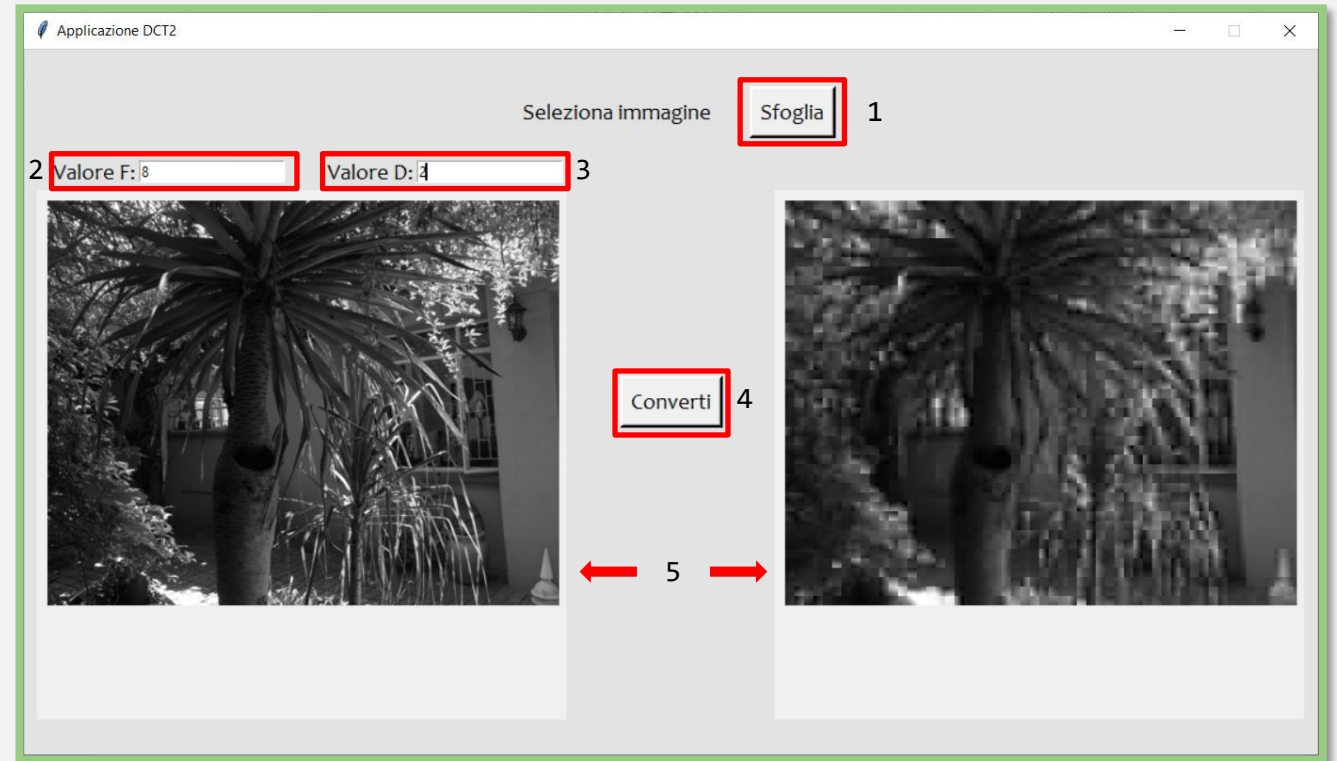 Applicazione DCT2
Seleziona immagine Sfoglia 1
2 Valore F: 8 Valore D: 2 3
Converti 4
5